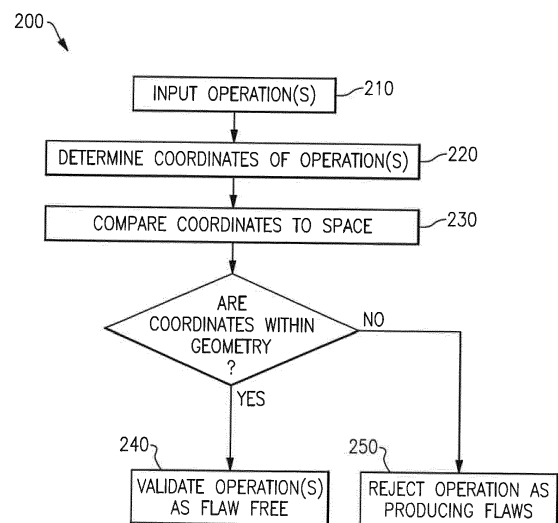 200
INPUT OPERATION(S)
210
DETERMINE COORDINATES OF OPERATION(S)
220
COMPARE COORDINATES TO SPACE
230
ARE
COORDINATES WITHIN
GEOMETRY
?
NO
YES
240
VALIDATE OPERATION(S)
AS FLAW FREE
250
REJECT OPERATION AS
PRODUCING FLAWS